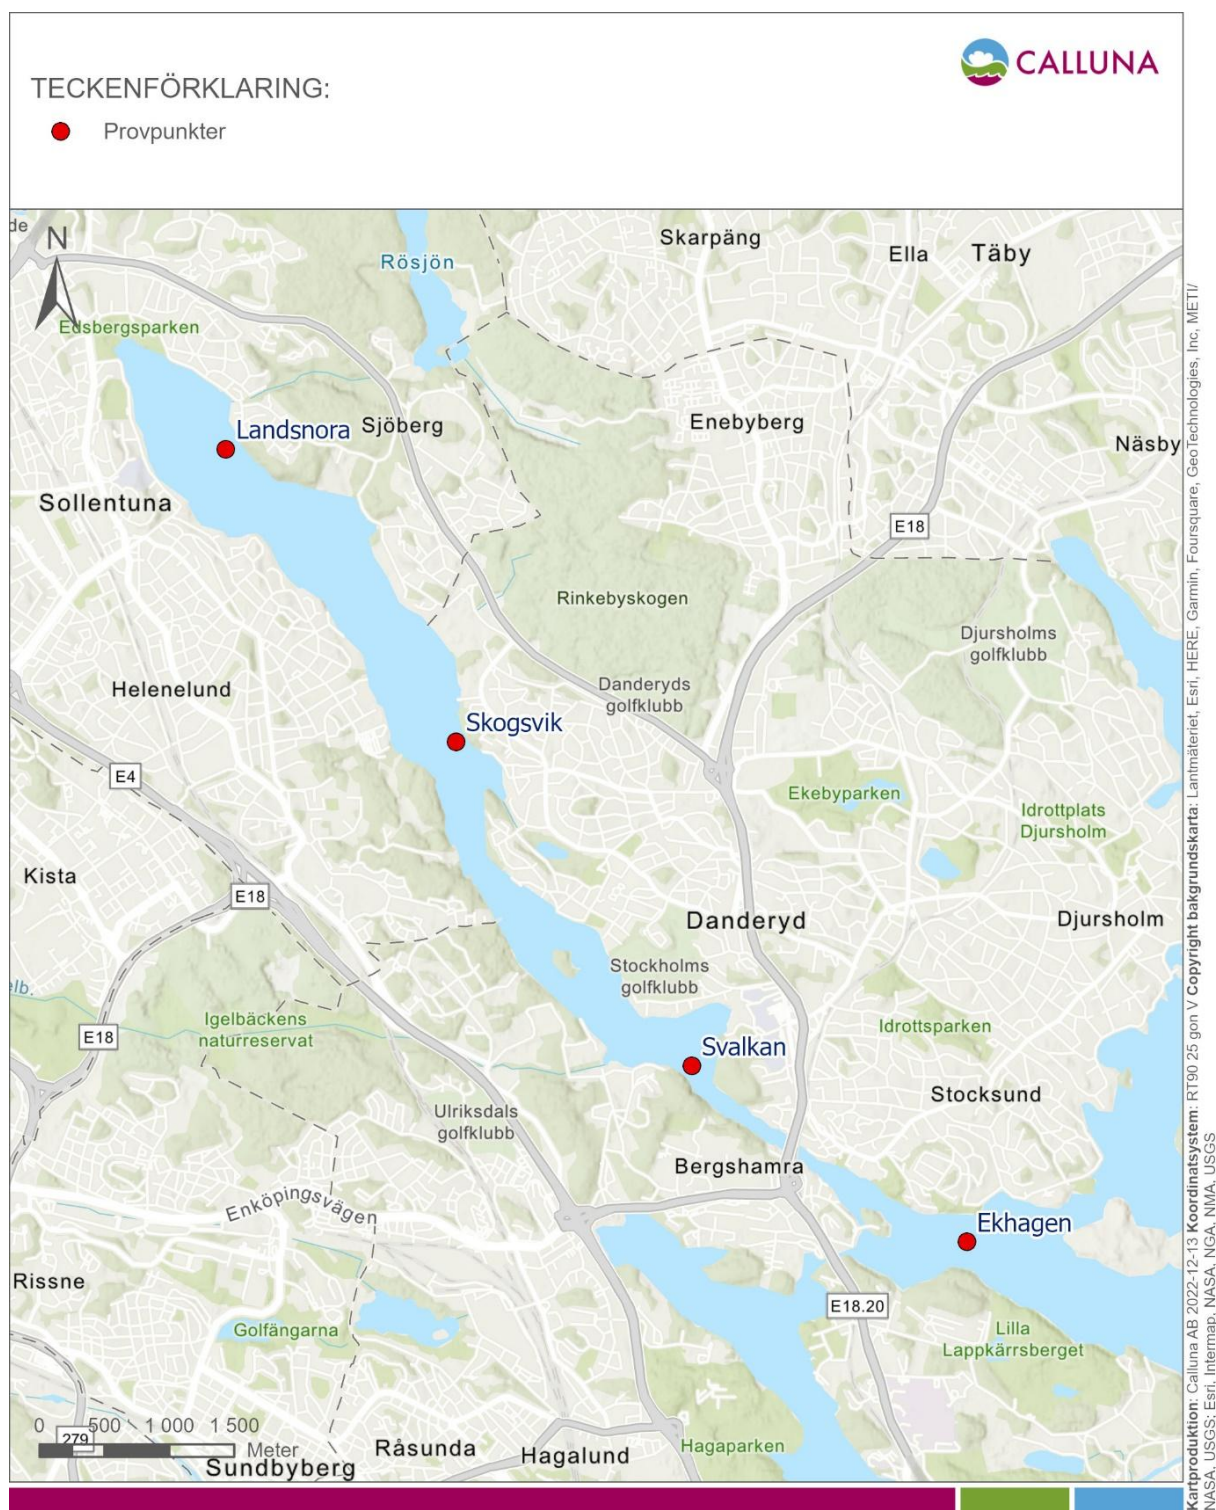 CALLUNA
TECKENFÖRKLARING:
Provpunkter
de
N
Rösjön
Skarpäng
Ella
Täby
Edsbergsparken
Landsnora
Sjöberg
Enebyberg
Näsby
Sollentuna
E18
Rinkebyskogen
Djursholms
golfklubb
Helenelund
Danderyds
golfklubb
Skogsvik
E4
Ekebyparken
Idrottplats
Djursholm
Kista
E18
Danderyd
Djursholm
Stockholms
golfklubb
elb.
Igelbäckens
naturreservat
E18
Idrottsparken
Svalkan
Stocksund
Ulriksdals
golfklubb
Bergshamra
Enköpingsvägen
Ekhagen
Rissne
E18.20
Golfängarna
Lilla
Lappkärrsberget
0 500 1 000 1 500
Meter
279
Råsunda
Hagalund
Hagaparken
Sundbyberg
Kartproduktion: Calluna AB 2022-12-13 Koordinatsystem: RT90 25 gon V Copyright bakgrundskarta: Lantmäteriet, Esri, HERE, Garmin, Foursquare, GeoTechnologies, Inc, METI/
NASA, USGS; Esri, Intermap, NASA, NGA, NMA, USGS